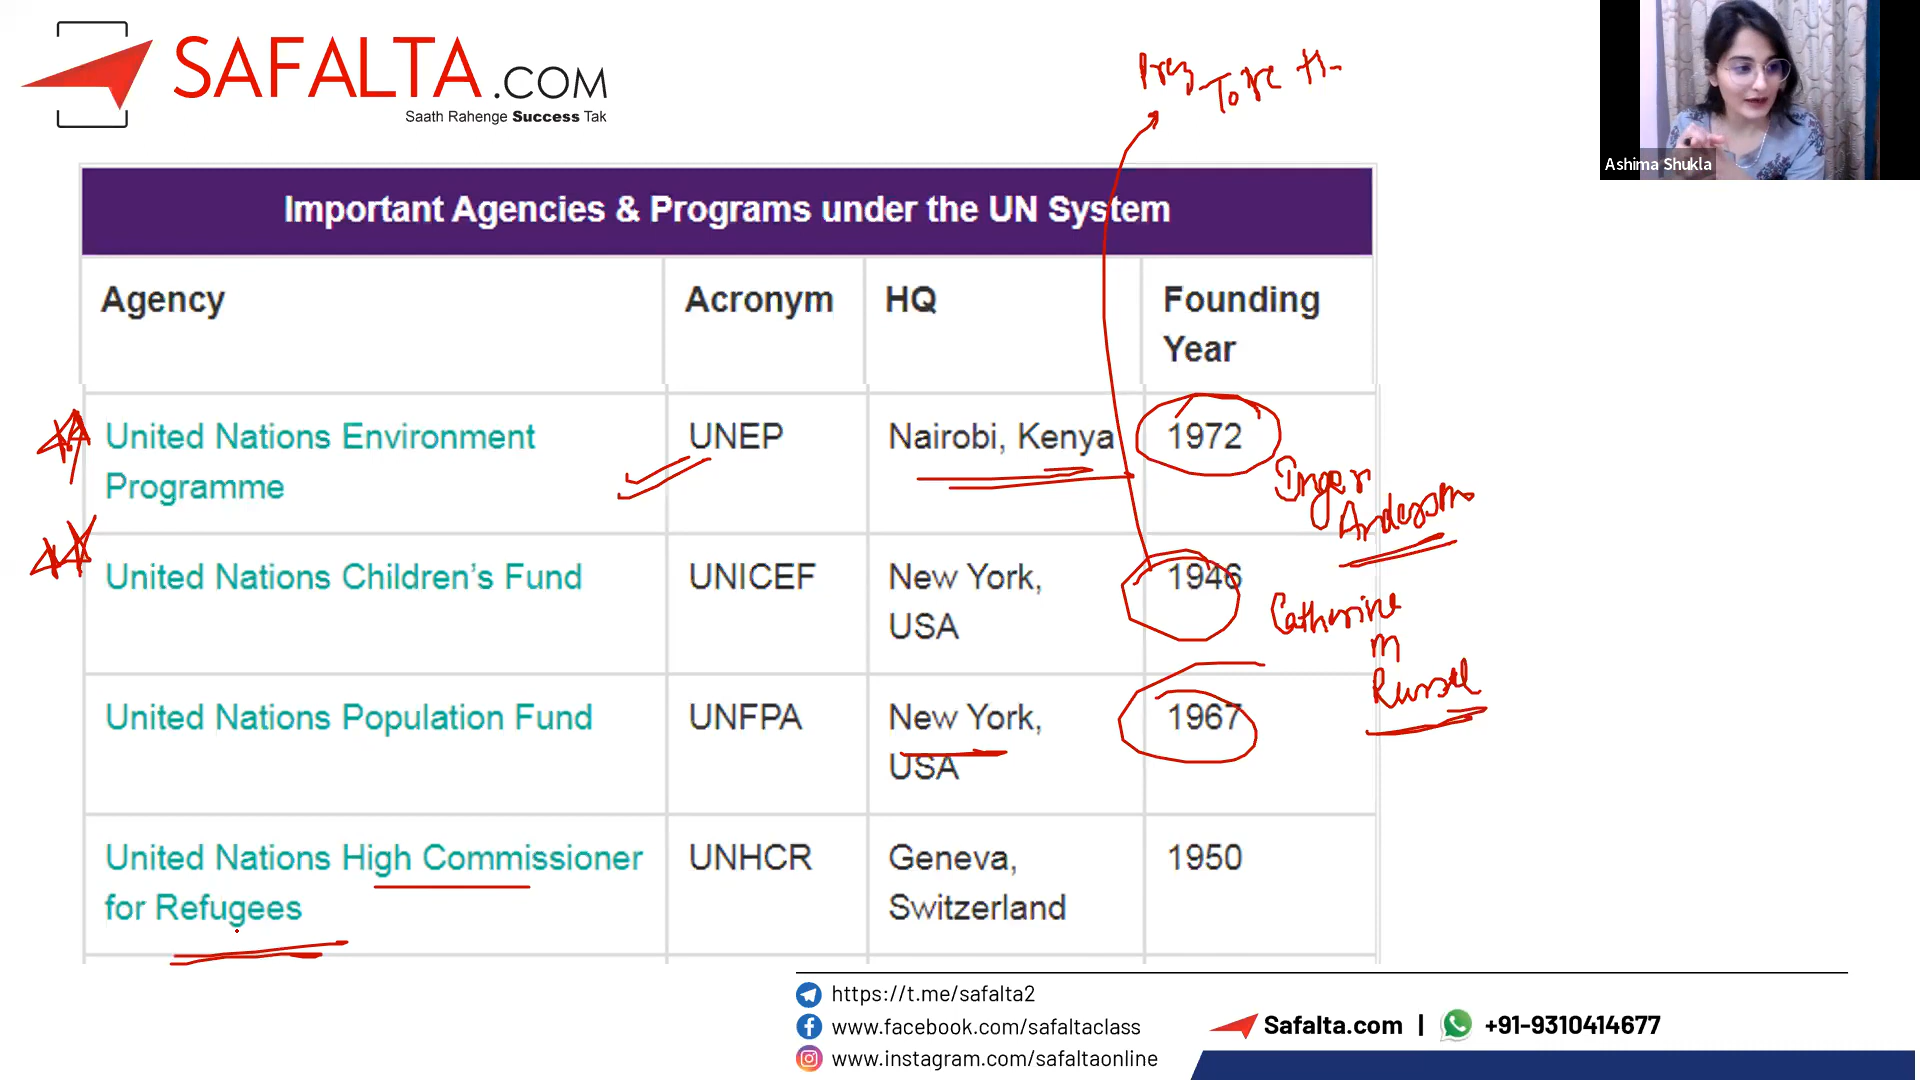 SAFALTA.COM
Saath Rahenge Success Tak
Ashima Shukla
Important Agencies & Programs under the UN System
Agency Acronym HQ Founding Year
United Nations Environment Programme UNEP Nairobi, Kenya 1972
Inger
Anderson
United Nations Children's Fund UNICEF New York, USA 1946
Catherine
M
Russel
United Nations Population Fund UNFPA New York, USA 1967
United Nations High Commissioner for Refugees UNHCR Geneva, Switzerland 1950
https://t.me/safalta2
www.facebook.com/safaltaclass
www.instagram.com/safaltaonline
Safalta.com | +91-9310414677